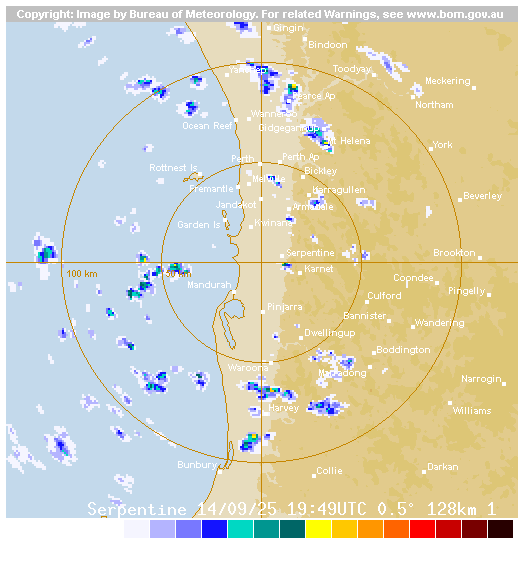 Copyright: Image by Bureau of Meteorology. For related Warnings, see www.bom.gov.au
Gingin
Bindoon
Toodyay
Meckering
Pearce Ap
Northam
Wanneroo
Ocean Reef
Gidgegannup
Mt Helena
York
Perth
Perth Ap
Rottnest Is
Bickley
Melville
Fremantle
Karragullen
Beverley
Jandakot
Armadale
Garden Is
Kwinana
Serpentine
Brookton
100 km
50 km
Karnet
Mandurah
Codpndee
Pingelly
Culford
Pinjarra
Bannister
Wandering
Dwellingup
Boddington
Waroona
Marradong
Narrogin
Harvey
Williams
Bunbury
Collie
Darkan
Serpentine 14/09/25 19:49UTC 0.5° 128km 1